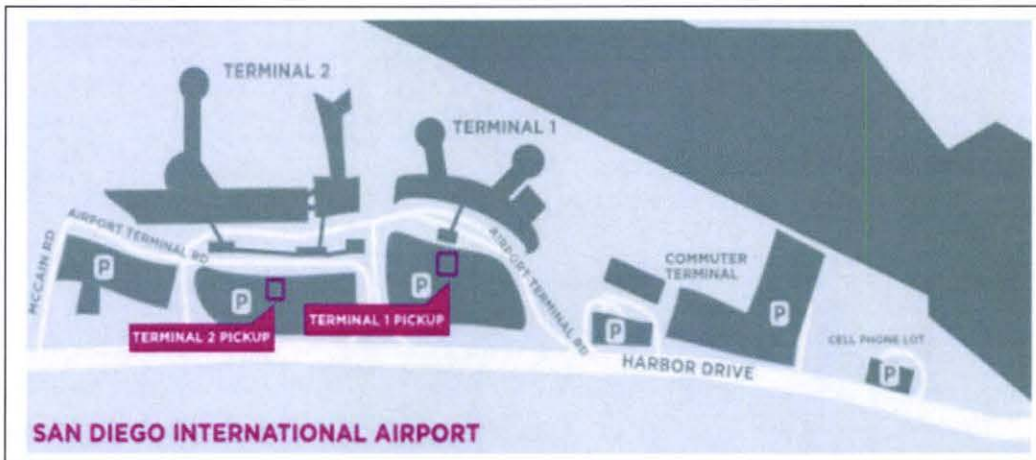 TERMINAL 2
TERMINAL 1
AIRPORT TERMINAL RD
MCCAIN RD
P
P
TERMINAL 2 PICKUP
P
TERMINAL 1 PICKUP
AIRPORT TERMINAL RD
COMMUTER
TERMINAL
P
P
CELL PHONE LOT
P
HARBOR DRIVE
SAN DIEGO INTERNATIONAL AIRPORT